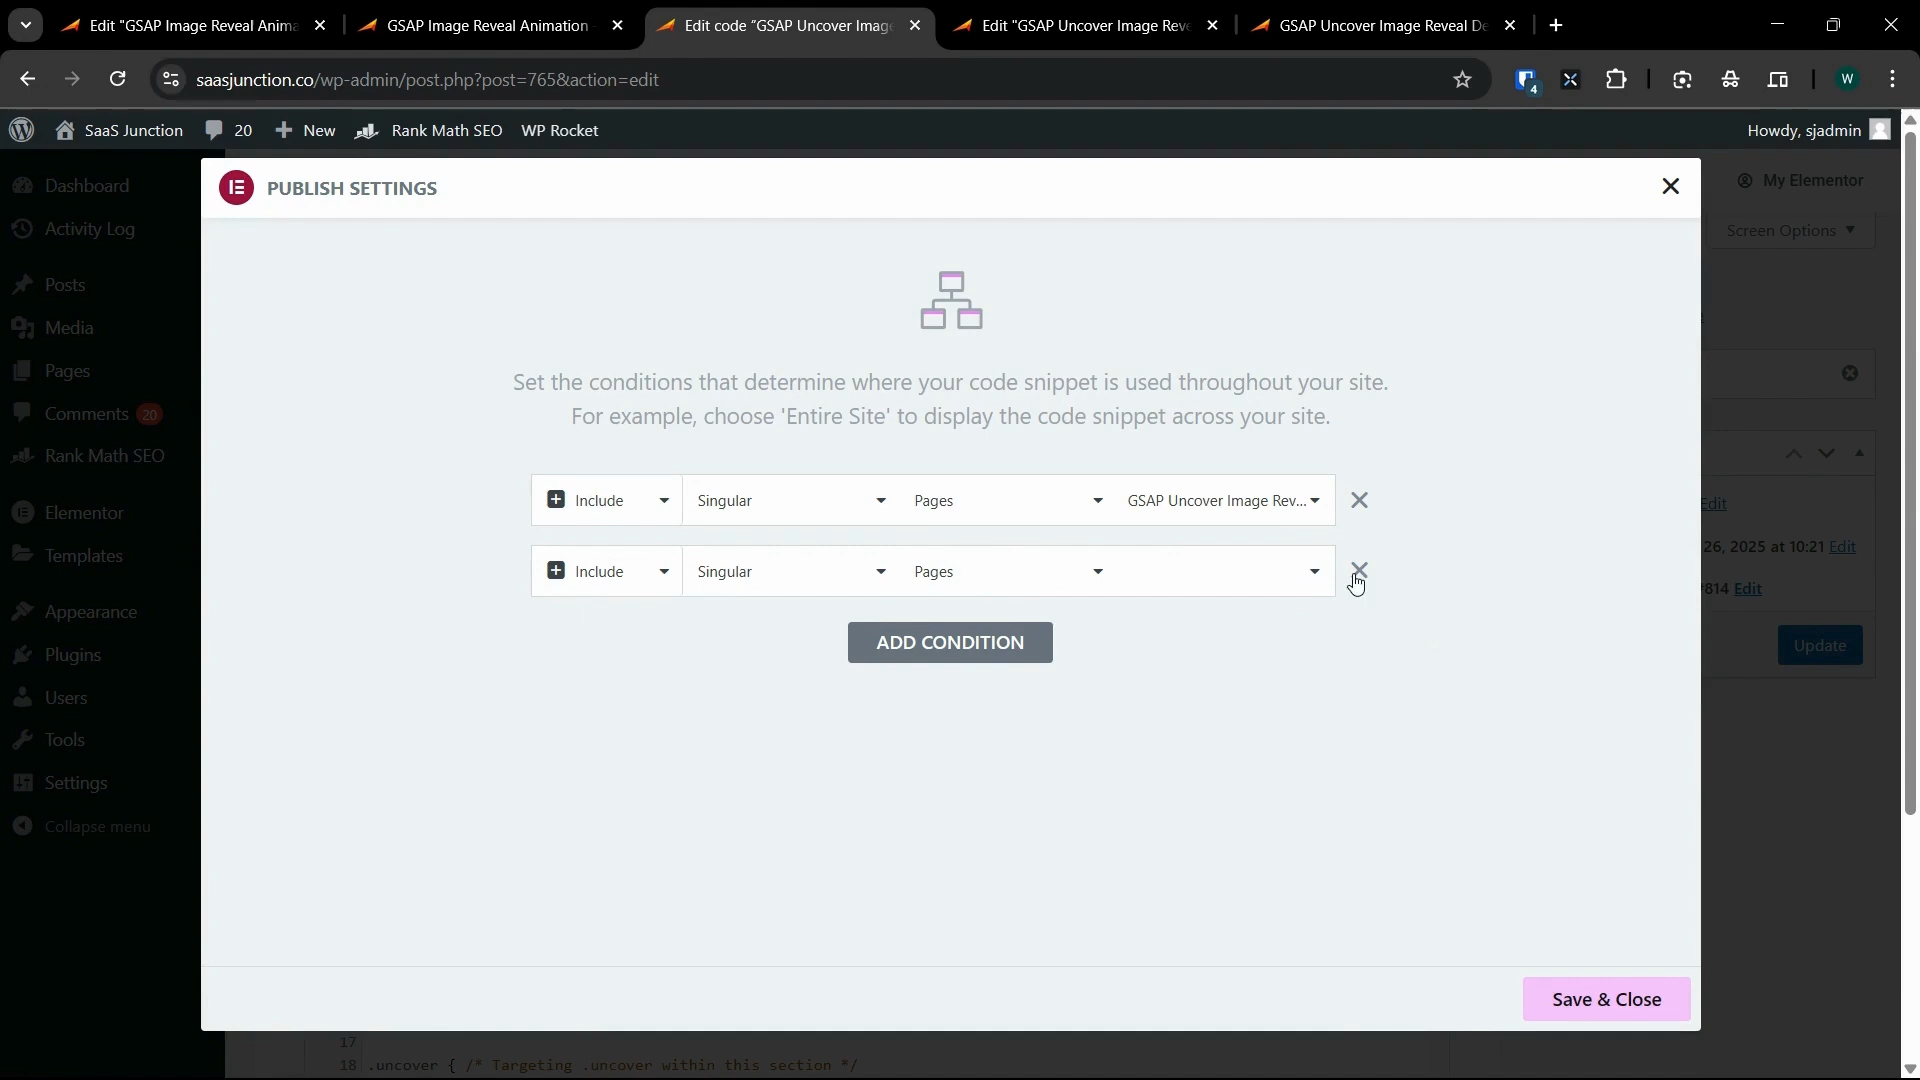 Edit "GSAP Image Reveal Anima
GSAP Image Reveal Animation
Edit code "GSAP Uncover Image
Edit "GSAP Uncover Image Reve
GSAP Uncover Image Reveal De
saasjunction.co/wp-admin/post.php?post=765&action=edit
4
W
SaaS Junction
20
New
Rank Math SEO
WP Rocket
Howdy, sjadmin
PUBLISH SETTINGS
My Elementor
Screen Options
Dashboard
Activity Log
Posts
Media
Pages
Comments 20
Rank Math SEO
Elementor
Templates
Appearance
Plugins
Users
Tools
Settings
Collapse menu
Set the conditions that determine where your code snippet is used throughout your site.
For example, choose 'Entire Site' to display the code snippet across your site.
Include Singular Pages GSAP Uncover Image Rev...
Include Singular Pages
ADD CONDITION
Edit
26, 2025 at 10:21 Edit
814 Edit
Update
Save & Close
17
18 .uncover { /* Targeting .uncover within this section */